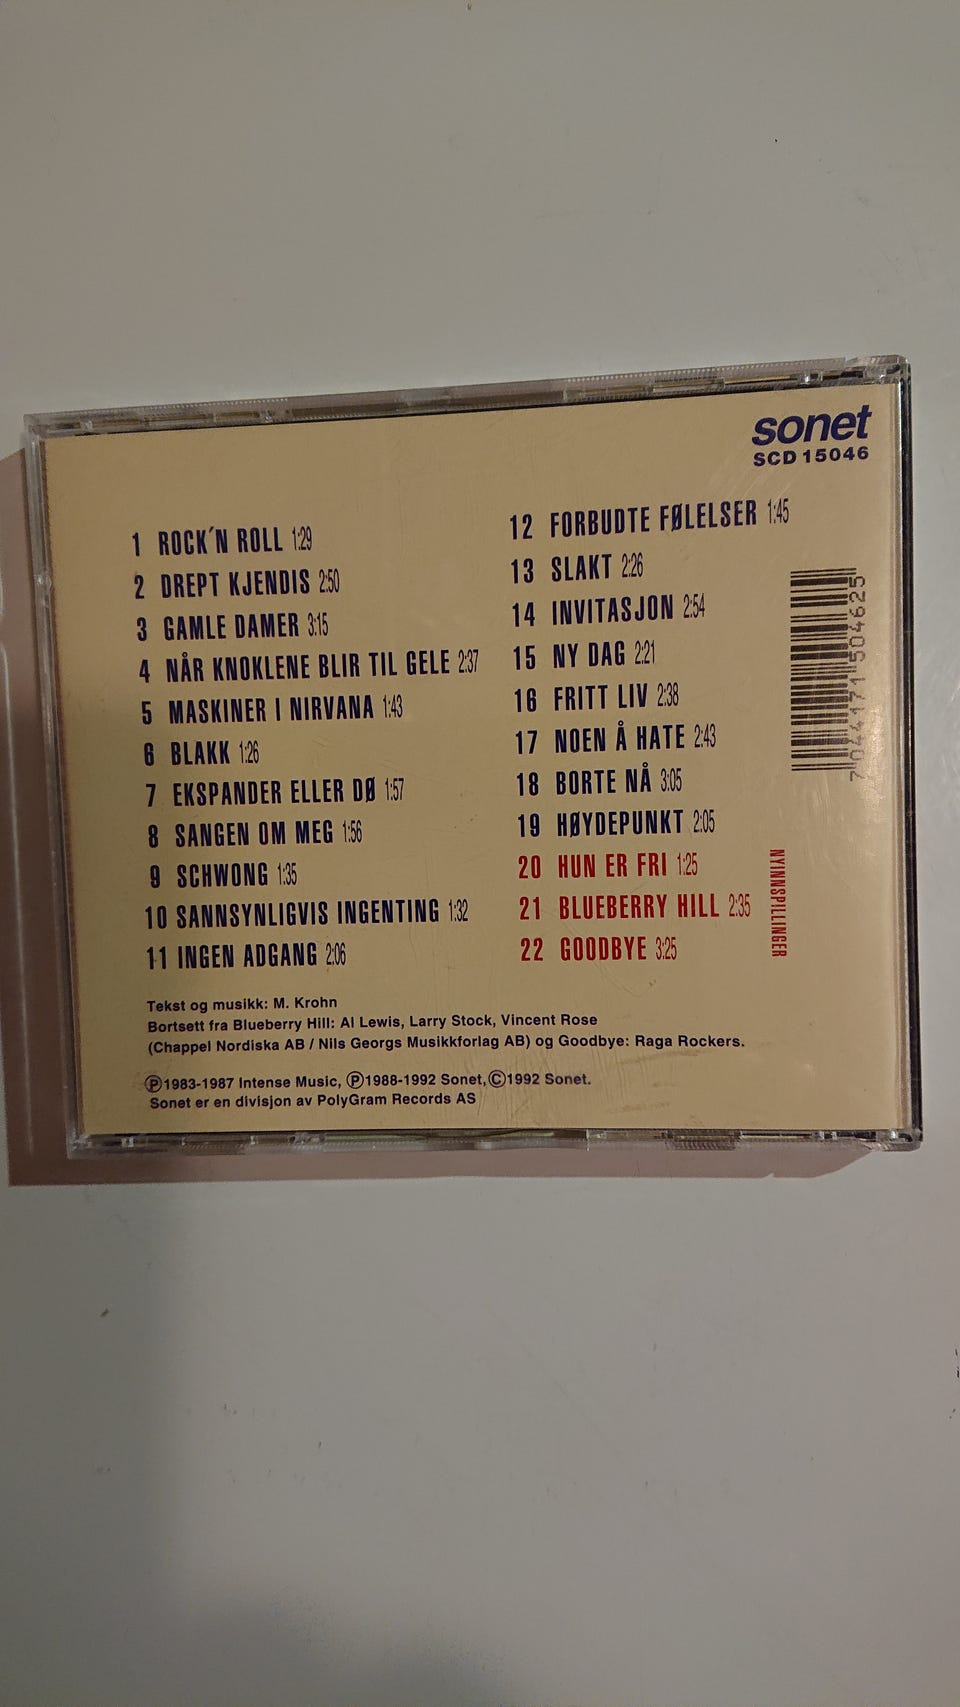 sonet
SCD 15046
1 ROCK´N ROLL 1:29
2 DREPT KJENDIS 2:50
3 GAMLE DAMER 3:15
4 NÅR KNOKLENE BLIR TIL GELE 2:37
5 MASKINER I NIRVANA 1:43
6 BLAKK 1:26
7 EKSPANDER ELLER DØ 1:57
8 SANGEN OM MEG 1:56
9 SCHWONG 1:35
10 SANNSYNLIGVIS INGENTING 1:32
11 INGEN ADGANG 2:06
12 FORBUDTE FØLELSER 1:45
13 SLAKT 2:26
14 INVITASJON 2:54
15 NY DAG 2:21
16 FRITT LIV 2:38
17 NOEN Å HATE 2:43
18 BORTE NÅ 3:05
19 HØYDEPUNKT 2:05
20 HUN ER FRI 1:25
21 BLUEBERRY HILL 2:35
22 GOODBYE 3:25
NYINNSPILLINGER
7 044171 504625
Tekst og musikk: M. Krohn
Bortsett fra Blueberry Hill: Al Lewis, Larry Stock, Vincent Rose
(Chappel Nordiska AB / Nils Georgs Musikkforlag AB) og Goodbye: Raga Rockers.
Ⓟ1983-1987 Intense Music, Ⓟ1988-1992 Sonet,Ⓒ1992 Sonet.
Sonet er en divisjon av PolyGram Records AS